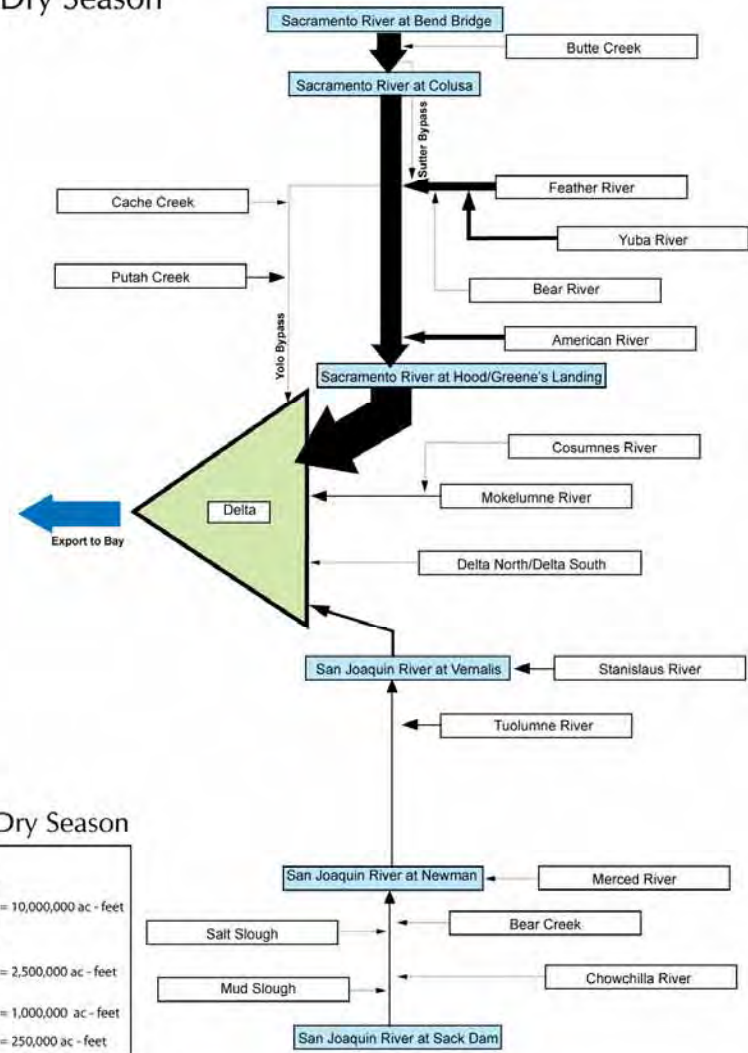 Dry Season
Sacramento River at Bend Bridge
Butte Creek
Sacramento River at Colusa
Sutter Bypass
Feather River
Cache Creek
Yuba River
Putah Creek
Bear River
Yolo Bypass
American River
Sacramento River at Hood/Greene's Landing
Cosumnes River
Mokelumne River
Delta
Export to Bay
Delta North/Delta South
San Joaquin River at Vernalis
Stanislaus River
Tuolumne River
Dry Season
San Joaquin River at Newman
Merced River
= 10,000,000 ac - feet
Bear Creek
Salt Slough
= 2,500,000 ac - feet
Chowchilla River
Mud Slough
= 1,000,000 ac - feet
= 250,000 ac - feet
San Joaquin River at Sack Dam